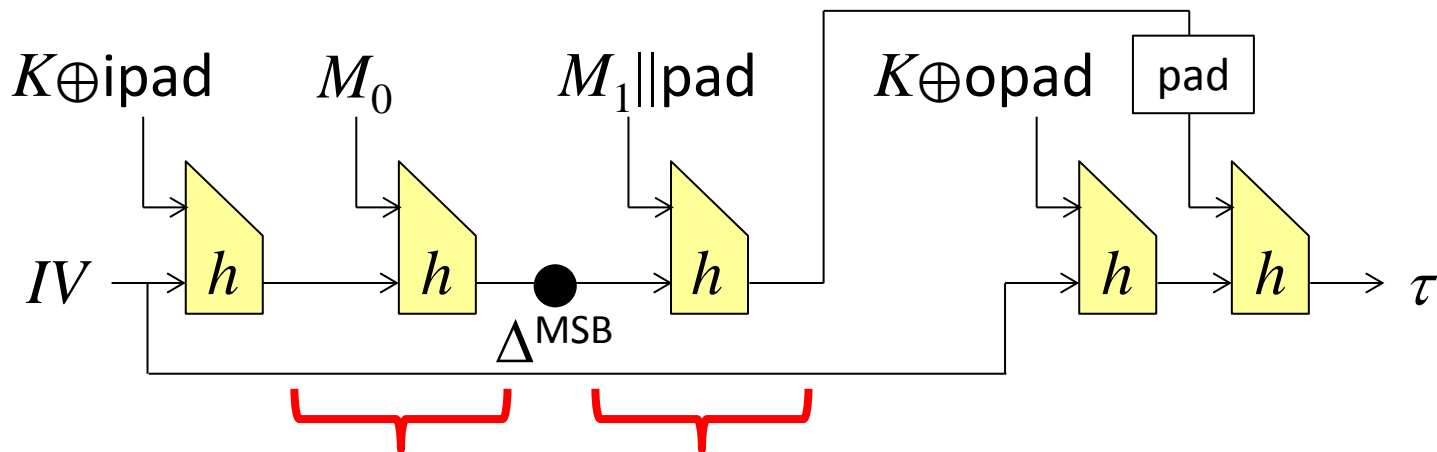 K⊕ipad M₀ M₁||pad K⊕opad pad
IV h h h h h τ
Δᴹˢᴮ